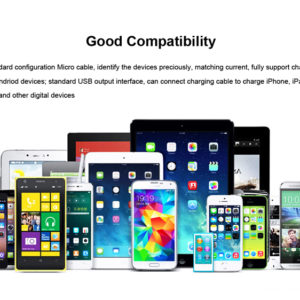 Good Compatibility
dard configuration Micro cable, identify the devices preciously, matching current, fully support cha
ndriod devices; standard USB output interface, can connect charging cable to charge iPhone, iPa
and other digital devices